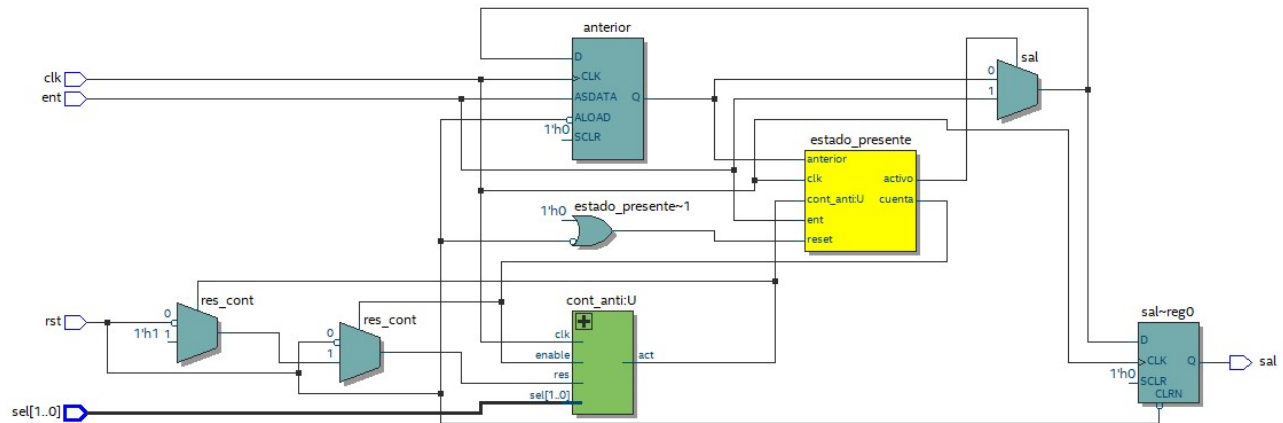 anterior
D
CLK
ASDATA
Q
ALOAD
1'h0
SCLR
clk
ent
sal
0
1
estado_presente
anterior
clk
activo
cont_anti:U
cuenta
ent
reset
estado_presente~1
1'h0
rst
res_cont
0
1'h1
1
res_cont
0
1
cont_anti:U
clk
enable
act
res
sel[1..0]
sel[1..0]
sal~reg0
D
CLK
Q
1'h0
SCLR
CLRN
sal